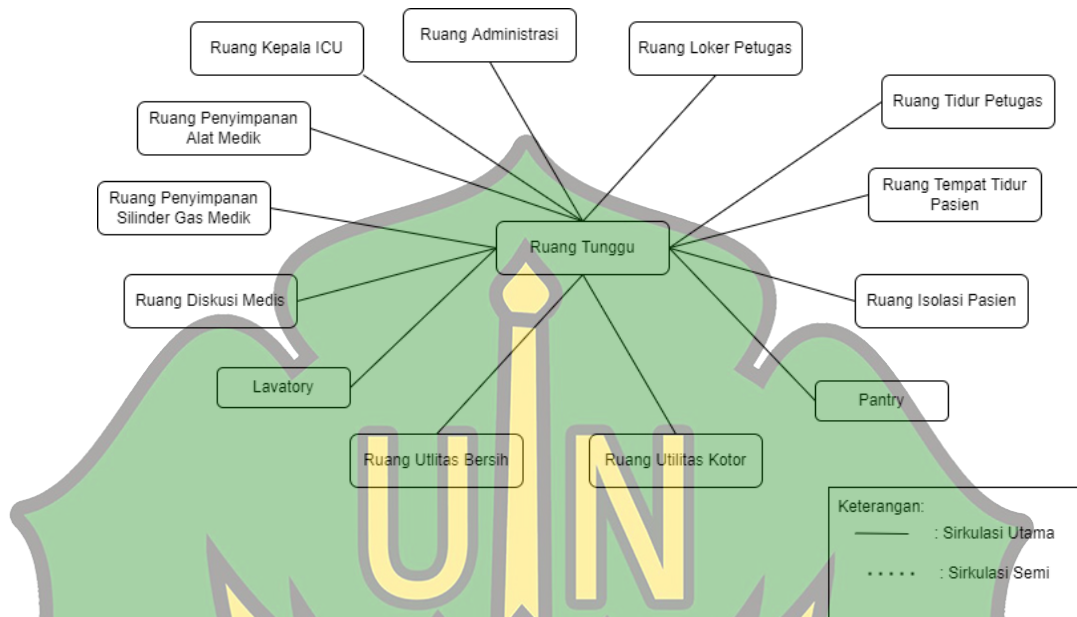 Ruang Kepala ICU
Ruang Administrasi
Ruang Loker Petugas
Ruang Tidur Petugas
Ruang Penyimpanan
Alat Medik
Ruang Tempat Tidur
Pasien
Ruang Penyimpanan
Silinder Gas Medik
Ruang Tunggu
Ruang Diskusi Medis
Ruang Isolasi Pasien
Lavatory
Pantry
Ruang Utlitas Bersih
Ruang Utilitas Kotor
UIN
Keterangan:
: Sirkulasi Utama
: Sirkulasi Semi